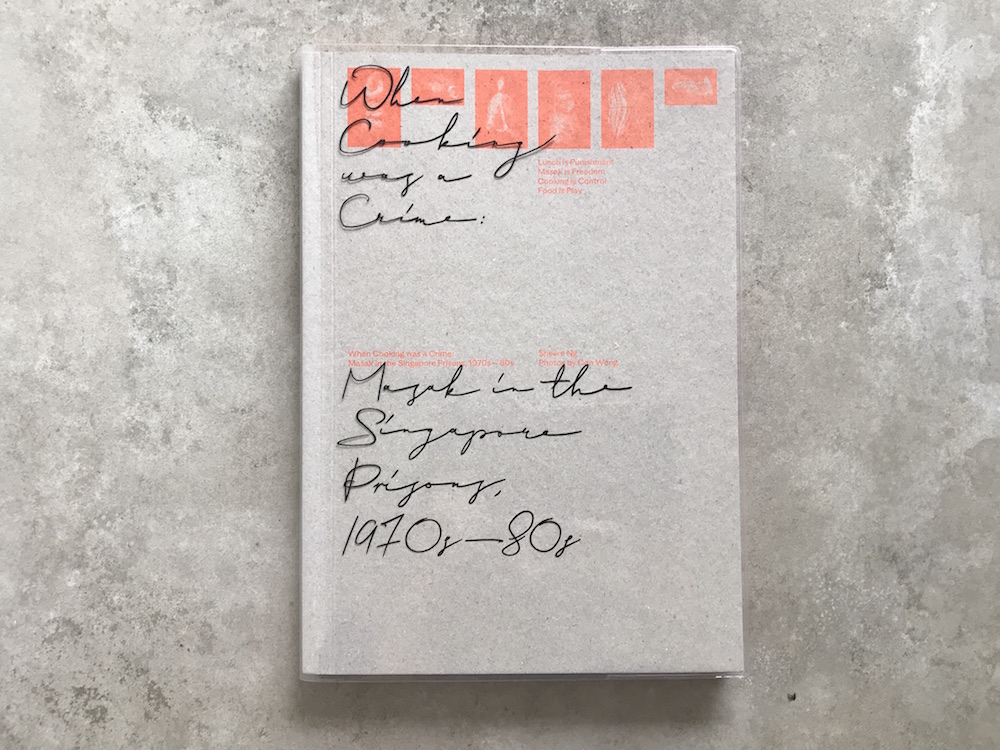 When
Cooking
was a
Crime:
Lunch is Punishment
Masak is Freedom
Cooking is Control
Food is Play
When Cooking was a Crime
Masak in the Singapore Prisons, 1970s–80s
Sheere Ng
Photos by Don Wong
Masak in the
Singapore
Prisons,
1970s–80s